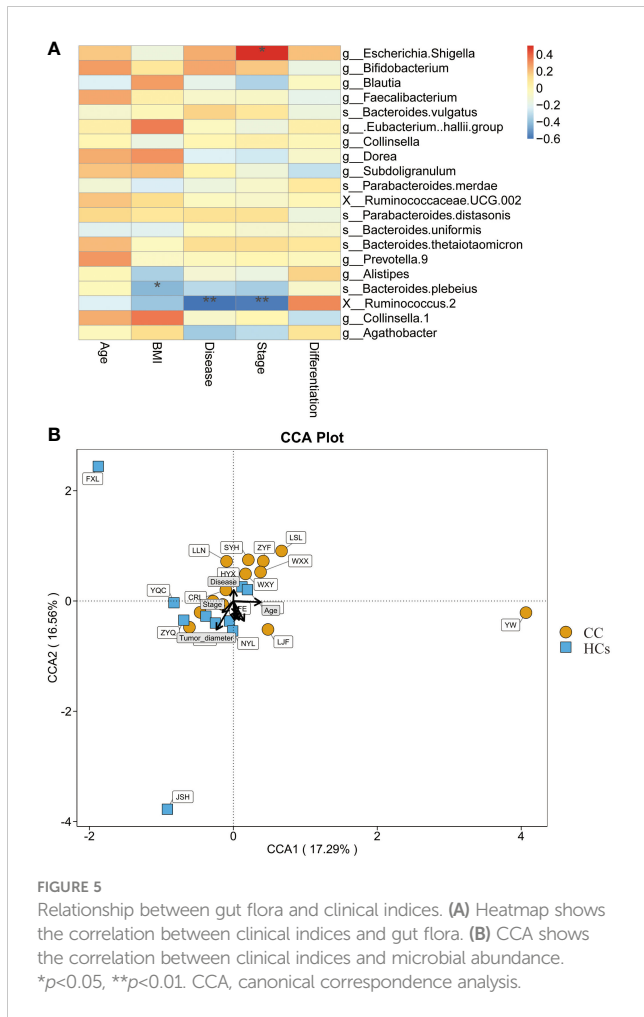 A
*
g__Escherichia.Shigella
g__Bifidobacterium
g__Blautia
g__Faecalibacterium
s__Bacteroides.vulgatus
g__.Eubacterium..hallii.group
g__Collinsella
g__Dorea
g__Subdoligranulum
s__Parabacteroides.merdae
X__Ruminococcaceae.UCG.002
s__Parabacteroides.distasonis
s__Bacteroides.uniformis
s__Bacteroides.thetaiotaomicron
g__Prevotella.9
g__Alistipes
* s__Bacteroides.plebeius
** ** X__Ruminococcus.2
g__Collinsella.1
g__Agathobacter
0.4
0.2
0
−0.2
−0.4
−0.6
Age
BMI
Disease
Stage
Differentiation
B
CCA Plot
FXL
LSL
SYH
ZYF
LLN
WXX
HYX
WXY
Disease
YQC
CRL
Stage
FE
Age
YW
ZYQ
Tumor_diameter
NYL
LJF
JSH
2
0
-2
-4
CCA2 ( 16.56% )
-2
0
2
4
CCA1 ( 17.29% )
CC
HCs
FIGURE 5
Relationship between gut flora and clinical indices. (A) Heatmap shows
the correlation between clinical indices and gut flora. (B) CCA shows
the correlation between clinical indices and microbial abundance.
*p<0.05, **p<0.01. CCA, canonical correspondence analysis.